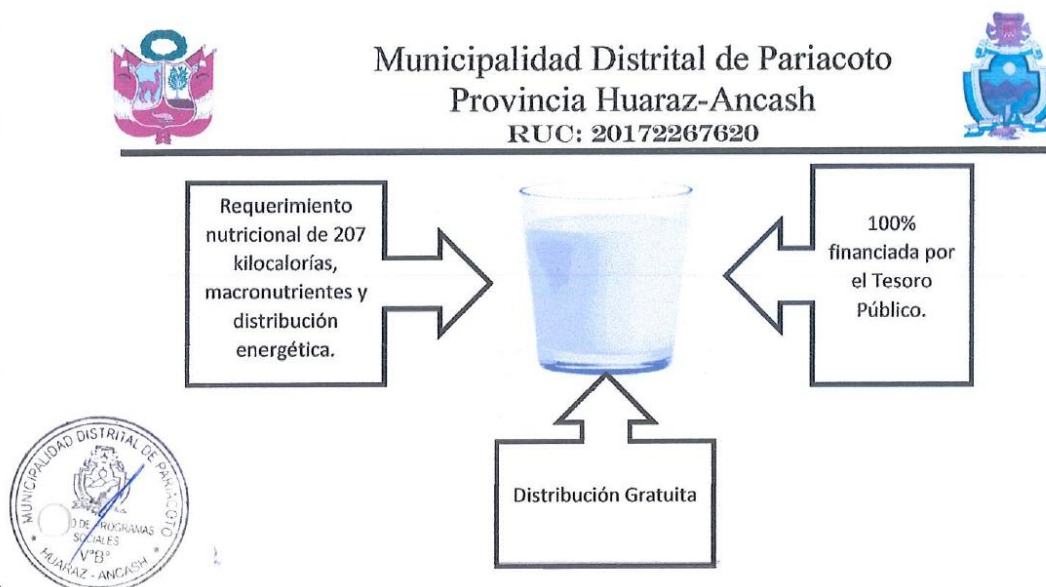 Municipalidad Distrital de Pariacoto
Provincia Huaraz-Ancash
RUC: 20172267620
Requerimiento
nutricional de 207
kilocalorías,
macronutrientes y
distribución
energética.
100%
financiada por
el Tesoro
Público.
Distribución Gratuita
MUNICIPALIDAD DISTRITAL DE PARIACOTO
DE PROGRAMAS
SOCIALES
V°B°
* HUARAZ - ANCASH *